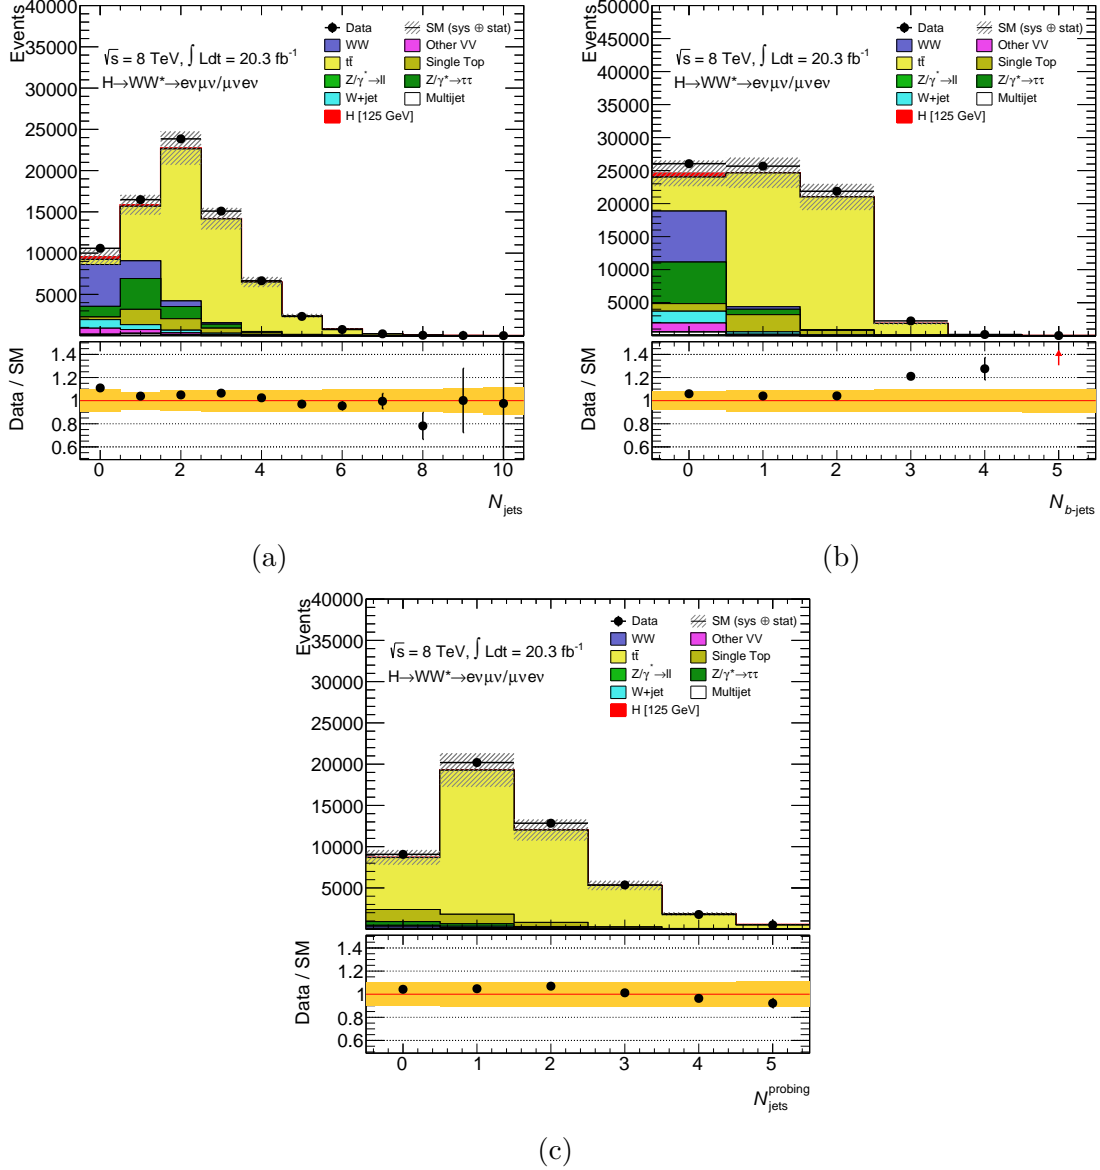 Events
40000
35000
30000
25000
20000
15000
10000
5000
√s = 8 TeV, ∫ Ldt = 20.3 fb⁻¹
H→WW*→eνμν/μνeν
Data
SM (sys ⊕ stat)
WW
Other VV
tt̄
Single Top
Z/γ*→ll
Z/γ*→ττ
W+jet
Multijet
H [125 GeV]
Data / SM
1.4
1.2
1
0.8
0.6
0 2 4 6 8 10
N_jets
(a)
Events
50000
45000
40000
35000
30000
25000
20000
15000
10000
5000
√s = 8 TeV, ∫ Ldt = 20.3 fb⁻¹
H→WW*→eνμν/μνeν
Data
SM (sys ⊕ stat)
WW
Other VV
tt̄
Single Top
Z/γ*→ll
Z/γ*→ττ
W+jet
Multijet
H [125 GeV]
Data / SM
1.4
1.2
1
0.8
0.6
0 1 2 3 4 5
N_b-jets
(b)
Events
40000
35000
30000
25000
20000
15000
10000
5000
√s = 8 TeV, ∫ Ldt = 20.3 fb⁻¹
H→WW*→eνμν/μνeν
Data
SM (sys ⊕ stat)
WW
Other VV
tt̄
Single Top
Z/γ*→ll
Z/γ*→ττ
W+jet
Multijet
H [125 GeV]
Data / SM
1.4
1.2
1
0.8
0.6
0 1 2 3 4 5
N_jets^probing
(c)